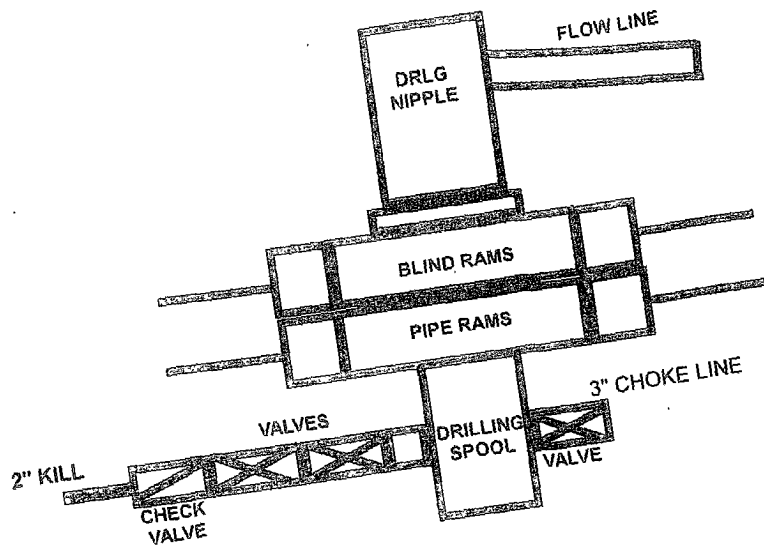 FLOW LINE
DRLG
NIPPLE
BLIND RAMS
PIPE RAMS
3" CHOKE LINE
VALVES
DRILLING
SPOOL
VALVE
2" KILL
CHECK
VALVE